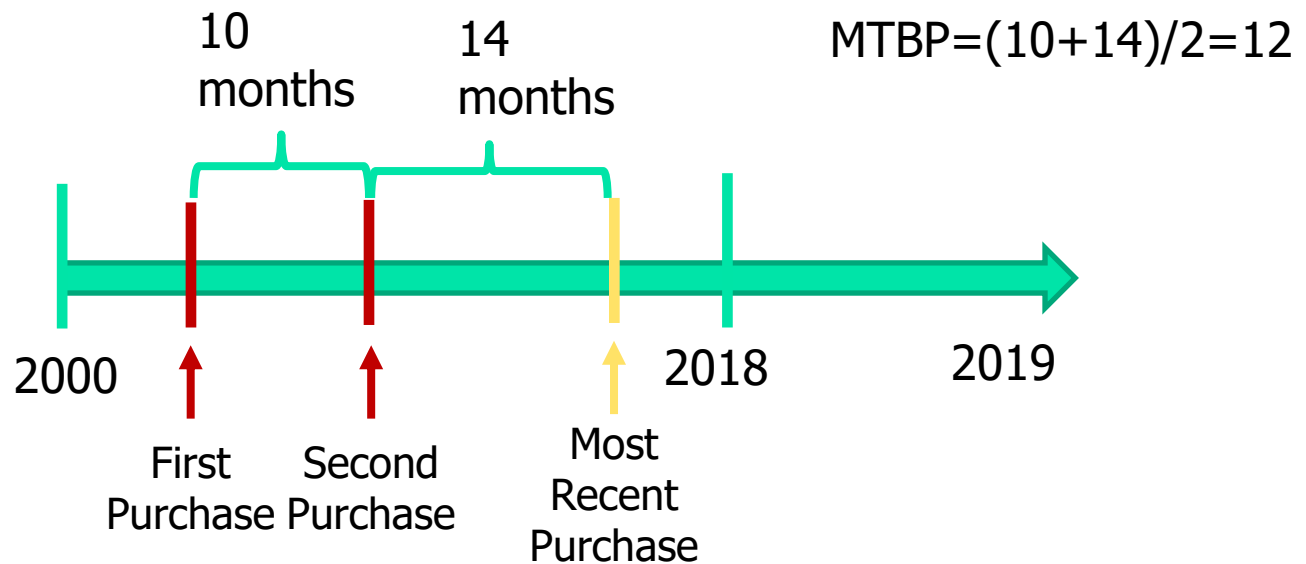 10
months
14
months
MTBP=(10+14)/2=12
2000
2018
2019
First
Purchase
Second
Purchase
Most
Recent
Purchase